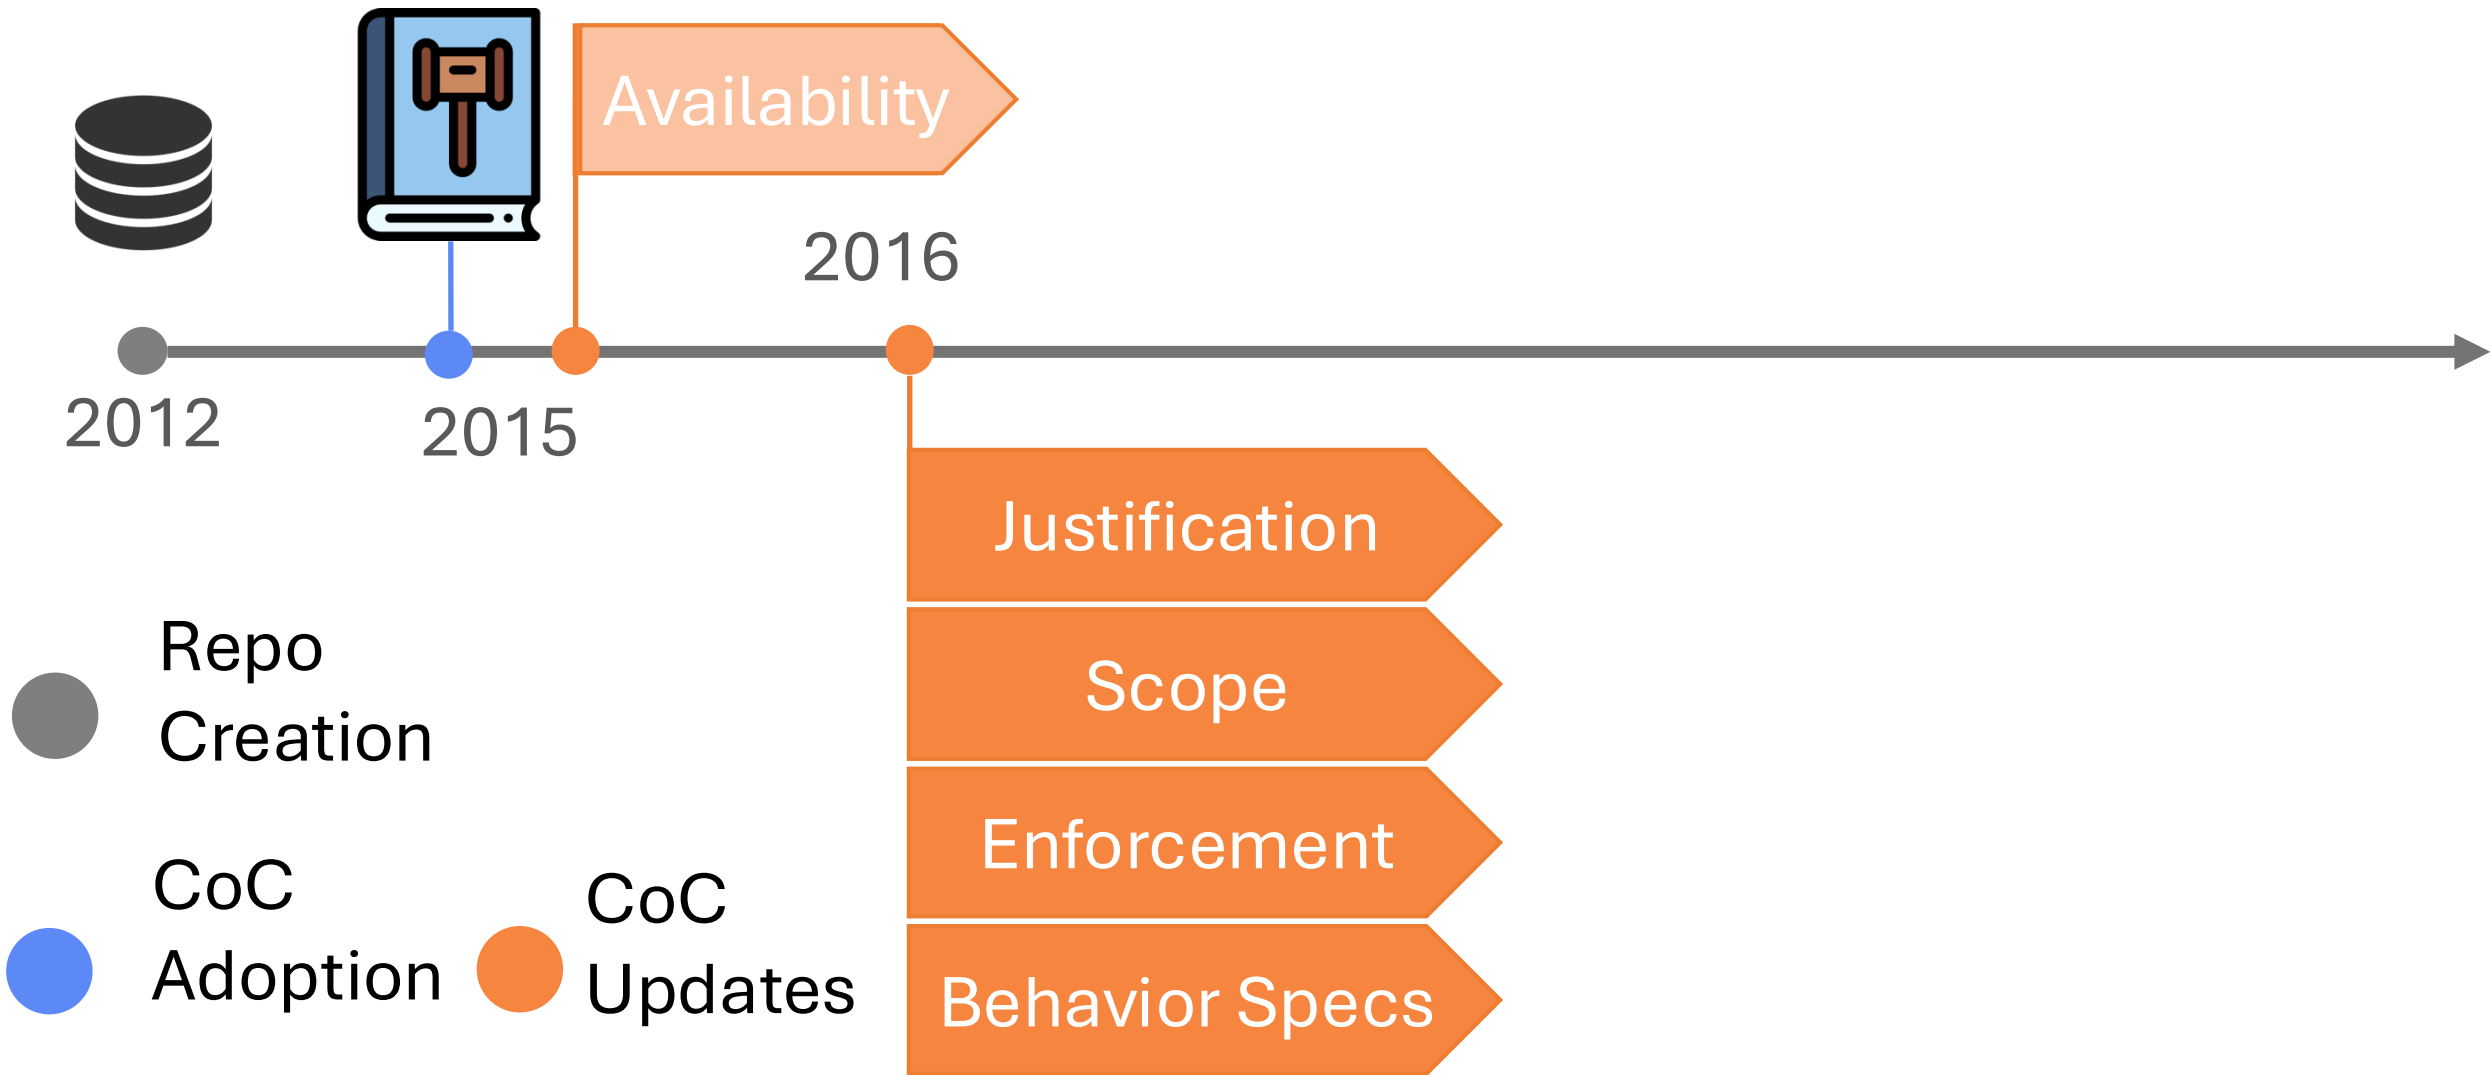 Availability
2016
2012
2015
Justification
Scope
Enforcement
Behavior Specs
Repo
Creation
CoC
Adoption
CoC
Updates